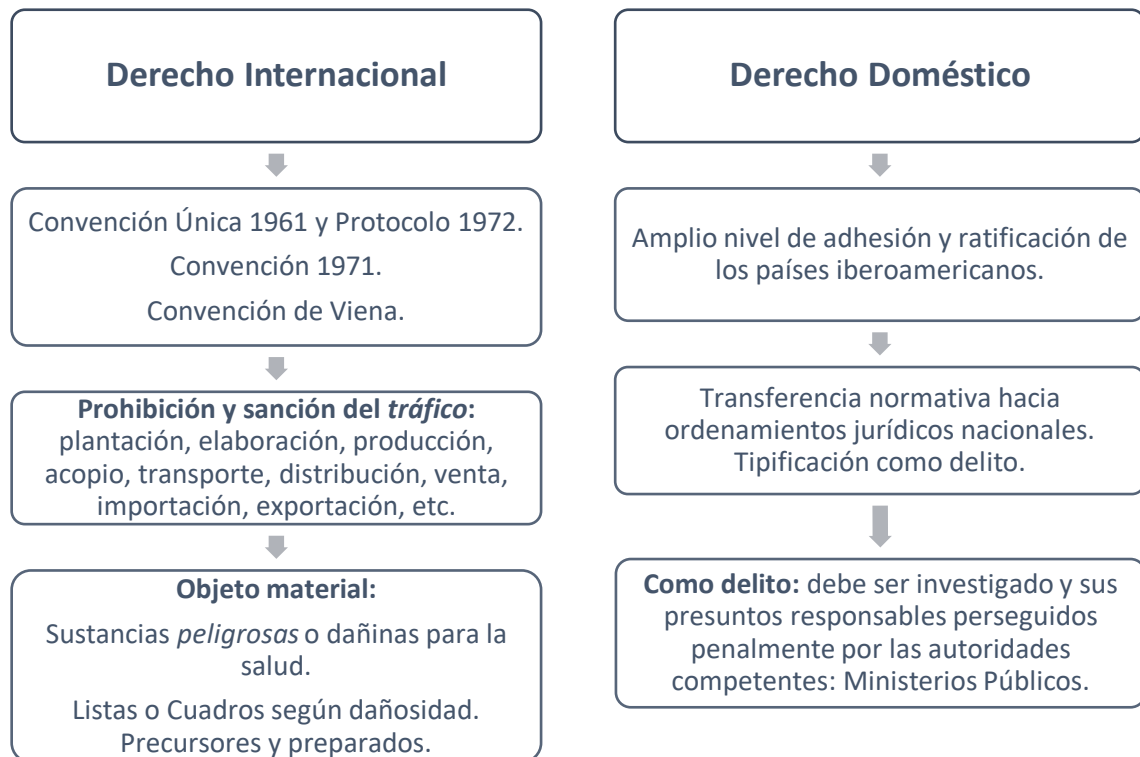 Derecho Internacional
Convención Única 1961 y Protocolo 1972.
Convención 1971.
Convención de Viena.
Prohibición y sanción del tráfico:
plantación, elaboración, producción,
acopio, transporte, distribución, venta,
importación, exportación, etc.
Objeto material:
Sustancias peligrosas o dañinas para la
salud.
Listas o Cuadros según dañosidad.
Precursores y preparados.
Derecho Doméstico
Amplio nivel de adhesión y ratificación de
los países iberoamericanos.
Transferencia normativa hacia
ordenamientos jurídicos nacionales.
Tipificación como delito.
Como delito: debe ser investigado y sus
presuntos responsables perseguidos
penalmente por las autoridades
competentes: Ministerios Públicos.